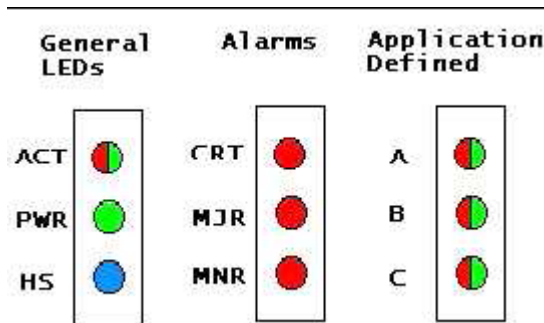 General
LEDs
Alarms
Application
Defined
ACT
PWR
HS
CRT
MJR
MNR
A
B
C